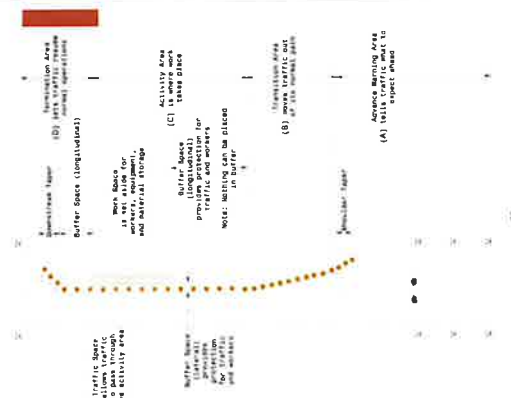 Termination Area
(D) lets traffic resume
normal operations
Activity Area
(C) is where work
takes place
Transition Area
(B) moves traffic out
of its normal path
Advance Warning Area
(A) tells traffic what to
expect ahead
Downstream Taper
Buffer Space (longitudinal)
Work Space
is set aside for
workers, equipment,
and material storage
Buffer Space
(longitudinal)
provides protection for
traffic and workers
Note: Nothing can be placed
in buffer
Shoulder Taper
Traffic Space
allows traffic
to pass through
activity area
Buffer Space
(lateral)
provides
protection
for traffic
and workers